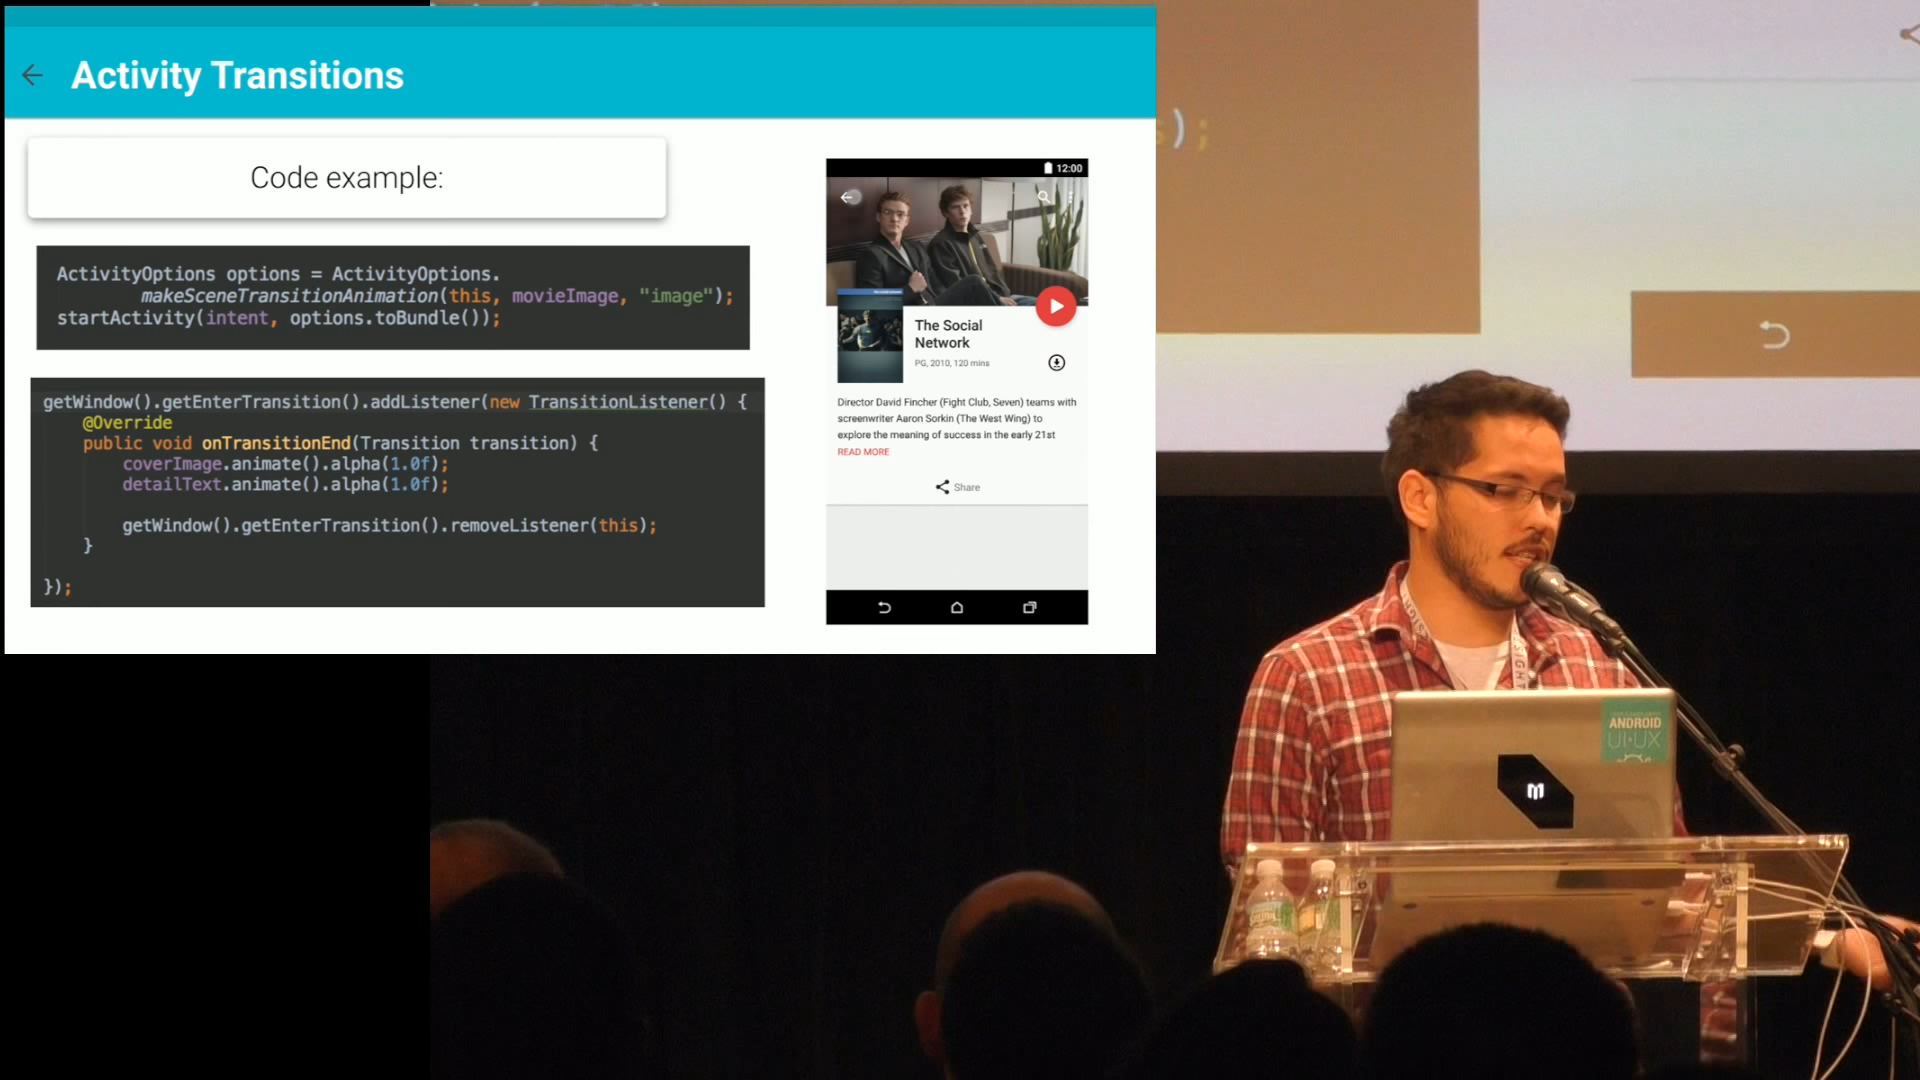 Activity Transitions
Code example:
ActivityOptions options = ActivityOptions.
makeSceneTransitionAnimation(this, movieImage, "image");
startActivity(intent, options.toBundle());
getWindow().getEnterTransition().addListener(new TransitionListener() {
@Override
public void onTransitionEnd(Transition transition) {
coverImage.animate().alpha(1.0f);
detailText.animate().alpha(1.0f);
getWindow().getEnterTransition().removeListener(this);
}
});
12:00
The Social
Network
PG, 2010, 120 mins
Director David Fincher (Fight Club, Seven) teams with
screenwriter Aaron Sorkin (The West Wing) to
explore the meaning of success in the early 21st
READ MORE
Share
);
ANDROID
UI·UX